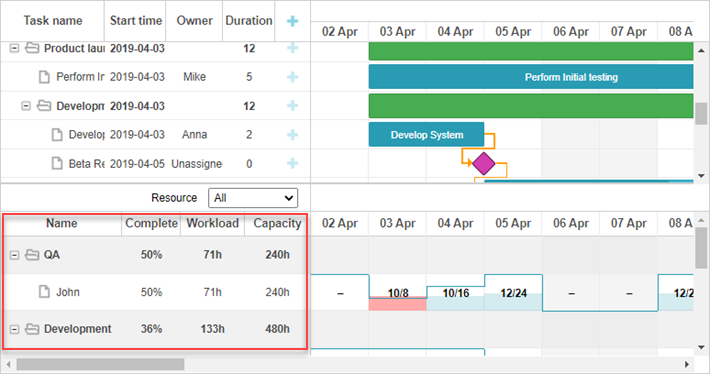 Task name Start time Owner Duration 02 Apr 03 Apr 04 Apr 05 Apr 06 Apr 07 Apr 08 A
Product laun 2019-04-03 12
Perform In 2019-04-03 Mike 5 Perform Initial testing
Developm 2019-04-03 12
Develop 2019-04-03 Anna 2 Develop System
Beta Re 2019-04-05 Unassigne 0
Resource All
Name Complete Workload Capacity 02 Apr 03 Apr 04 Apr 05 Apr 06 Apr 07 Apr 08 A
QA 50% 71h 240h
John 50% 71h 240h – 10/8 10/16 12/24 – – 12/2
Development 36% 133h 480h